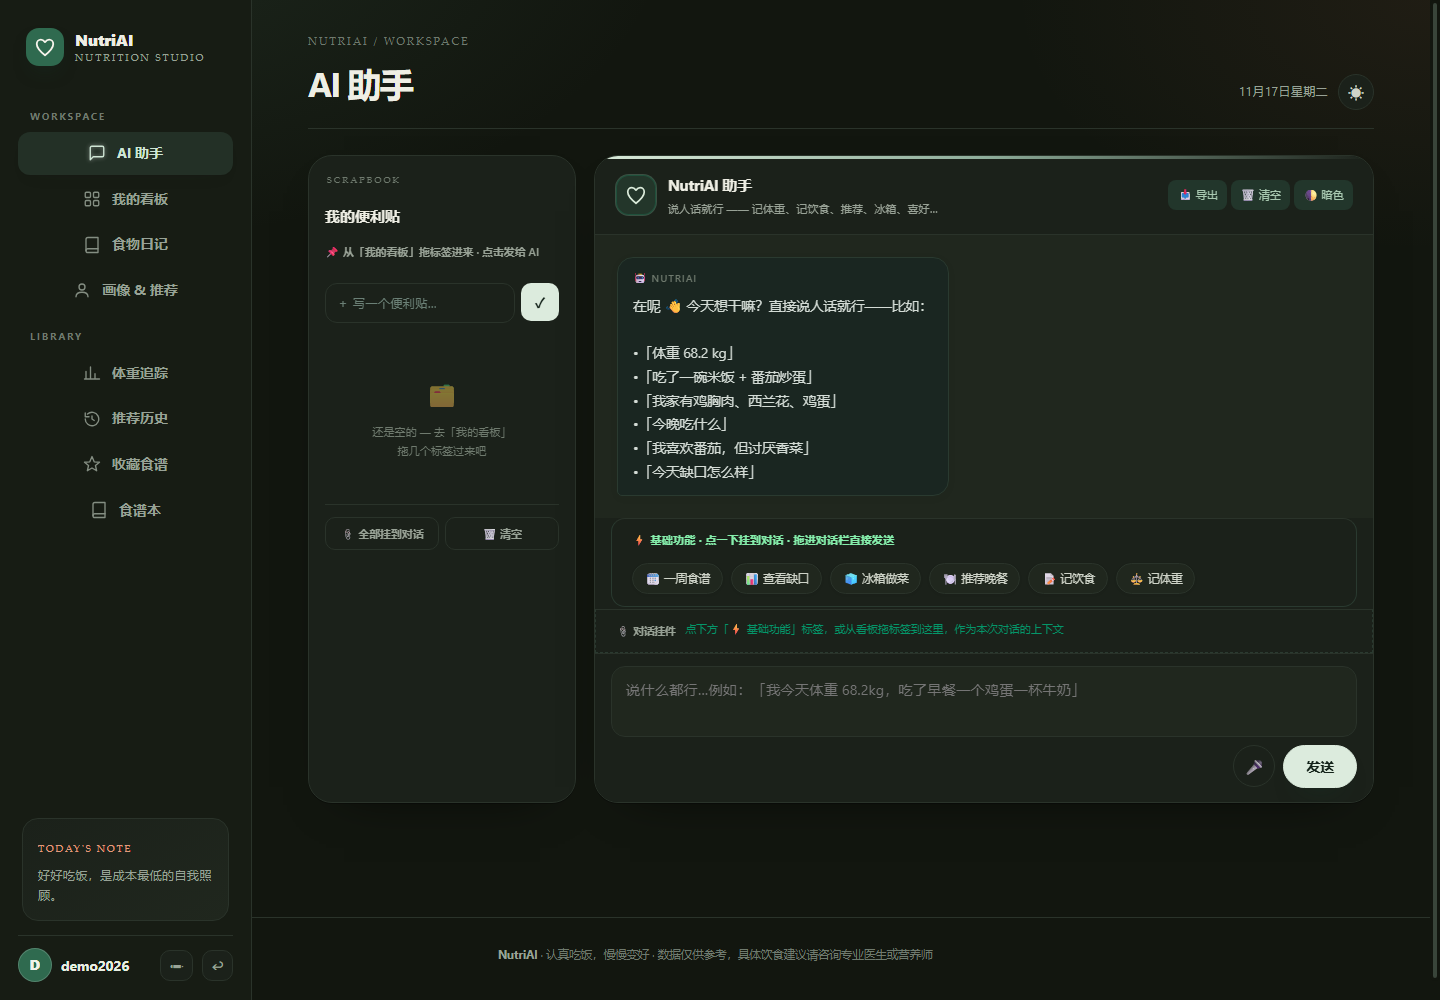 NutriAI
NUTRITION STUDIO
WORKSPACE
AI 助手
我的看板
食物日记
画像 & 推荐
LIBRARY
体重追踪
推荐历史
收藏食谱
食谱本
TODAY'S NOTE
好好吃饭，是成本最低的自我照
顾。
D
demo2026
NUTRIAI / WORKSPACE
AI 助手
11月17日星期二
SCRAPBOOK
我的便利贴
从「我的看板」拖标签进来 · 点击发给 AI
+ 写一个便利贴...
✓
还是空的 — 去「我的看板」
拖几个标签过来吧
全部挂到对话
清空
NutriAI 助手
说人话就行 —— 记体重、记饮食、推荐、冰箱、喜好...
导出
清空
暗色
NUTRIAI
在呢 👋 今天想干嘛？直接说人话就行——比如：
•「体重 68.2 kg」
•「吃了一碗米饭 + 番茄炒蛋」
•「我家有鸡胸肉、西兰花、鸡蛋」
•「今晚吃什么」
•「我喜欢番茄，但讨厌香菜」
•「今天缺口怎么样」
基础功能 · 点一下挂到对话 · 拖进对话栏直接发送
一周食谱
查看缺口
冰箱做菜
推荐晚餐
记饮食
记体重
对话挂件
点下方「⚡ 基础功能」标签，或从看板拖标签到这里，作为本次对话的上下文
说什么都行...例如：「我今天体重 68.2kg，吃了早餐一个鸡蛋一杯牛奶」
发送
NutriAI · 认真吃饭，慢慢变好 · 数据仅供参考，具体饮食建议请咨询专业医生或营养师